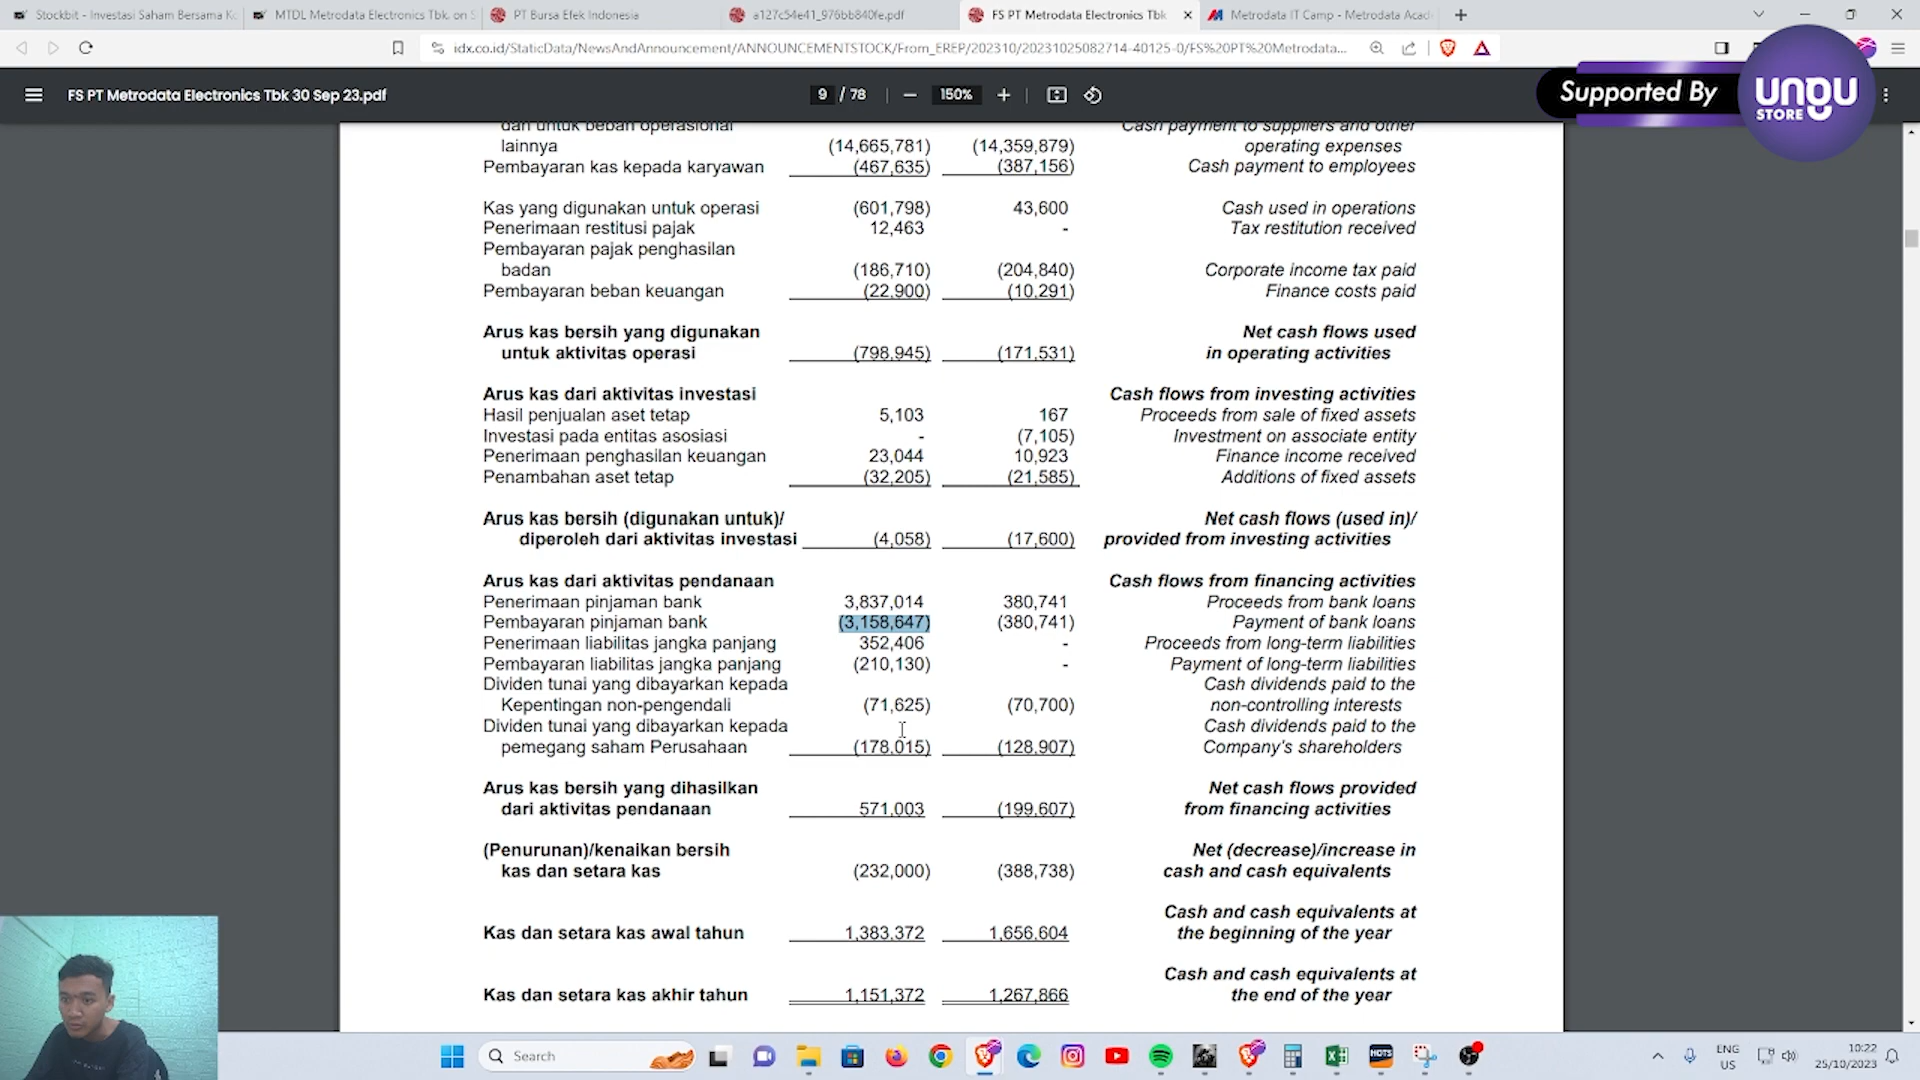 Stockbit - Investasi Saham Bersama Ko
MTDL Metrodata Electronics Tbk. on S
PT Bursa Efek Indonesia
a127c54e41_976bb840fe.pdf
FS PT Metrodata Electronics Tbk
Metrodata IT Camp - Metrodata Acad
idx.co.id/StaticData/NewsAndAnnouncement/ANNOUNCEMENTSTOCK/From_EREP/202310/20231025082714-40125-0/FS%20PT%20Metrodata...
FS PT Metrodata Electronics Tbk 30 Sep 23.pdf
9 / 78
150%
Supported By
UNGU
STORE
dan untuk beban operasional Cash payment to suppliers and other
lainnya (14,665,781) (14,359,879) operating expenses
Pembayaran kas kepada karyawan (467,635) (387,156) Cash payment to employees
Kas yang digunakan untuk operasi (601,798) 43,600 Cash used in operations
Penerimaan restitusi pajak 12,463 - Tax restitution received
Pembayaran pajak penghasilan
badan (186,710) (204,840) Corporate income tax paid
Pembayaran beban keuangan (22,900) (10,291) Finance costs paid
Arus kas bersih yang digunakan Net cash flows used
untuk aktivitas operasi (798,945) (171,531) in operating activities
Arus kas dari aktivitas investasi Cash flows from investing activities
Hasil penjualan aset tetap 5,103 167 Proceeds from sale of fixed assets
Investasi pada entitas asosiasi - (7,105) Investment on associate entity
Penerimaan penghasilan keuangan 23,044 10,923 Finance income received
Penambahan aset tetap (32,205) (21,585) Additions of fixed assets
Arus kas bersih (digunakan untuk)/ Net cash flows (used in)/
diperoleh dari aktivitas investasi (4,058) (17,600) provided from investing activities
Arus kas dari aktivitas pendanaan Cash flows from financing activities
Penerimaan pinjaman bank 3,837,014 380,741 Proceeds from bank loans
Pembayaran pinjaman bank (3,158,647) (380,741) Payment of bank loans
Penerimaan liabilitas jangka panjang 352,406 - Proceeds from long-term liabilities
Pembayaran liabilitas jangka panjang (210,130) - Payment of long-term liabilities
Dividen tunai yang dibayarkan kepada Cash dividends paid to the
Kepentingan non-pengendali (71,625) (70,700) non-controlling interests
Dividen tunai yang dibayarkan kepada Cash dividends paid to the
pemegang saham Perusahaan (178,015) (128,907) Company's shareholders
Arus kas bersih yang dihasilkan Net cash flows provided
dari aktivitas pendanaan 571,003 (199,607) from financing activities
(Penurunan)/kenaikan bersih Net (decrease)/increase in
kas dan setara kas (232,000) (388,738) cash and cash equivalents
Cash and cash equivalents at
Kas dan setara kas awal tahun 1,383,372 1,656,604 the beginning of the year
Cash and cash equivalents at
Kas dan setara kas akhir tahun 1,151,372 1,267,866 the end of the year
Search
HOTS
ENG
US
10:22
25/10/2023